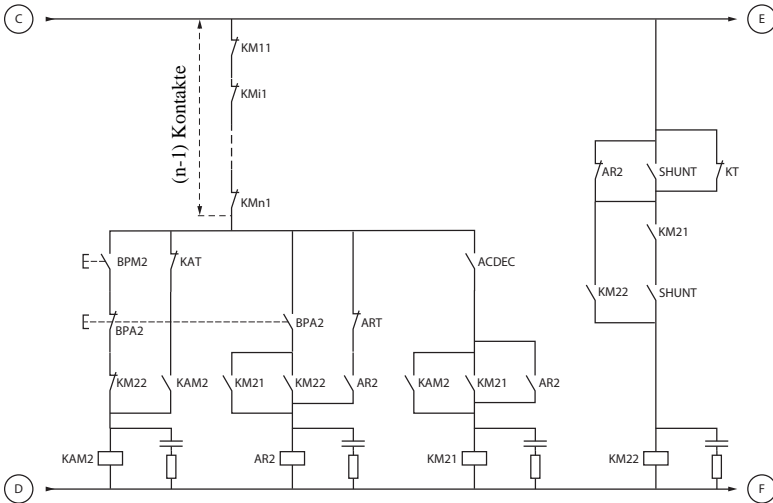 C
E
KM11
KMi1
(n-1) Kontakte
KMn1
AR2
SHUNT
KT
KM21
BPM2
KAT
ACDEC
KM22
SHUNT
BPA2
BPA2
ART
KM22
KAM2
KM21
KM22
AR2
KAM2
KM21
AR2
KAM2
AR2
KM21
KM22
D
F